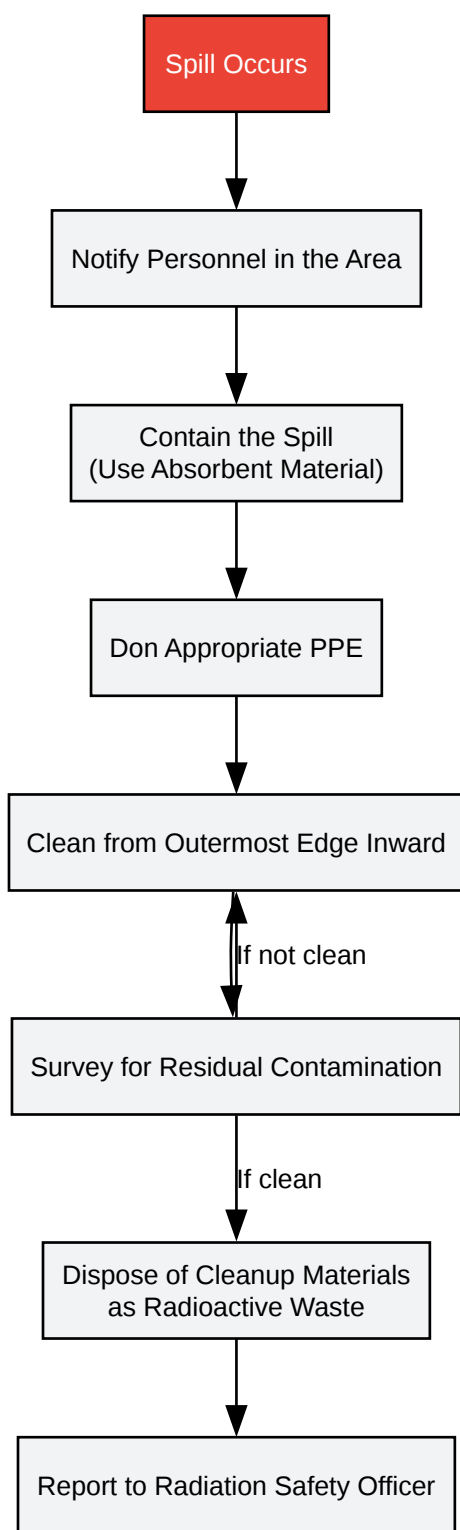 Spill Occurs
Notify Personnel in the Area
Contain the Spill
(Use Absorbent Material)
Don Appropriate PPE
Clean from Outermost Edge Inward
If not clean
Survey for Residual Contamination
If clean
Dispose of Cleanup Materials
as Radioactive Waste
Report to Radiation Safety Officer